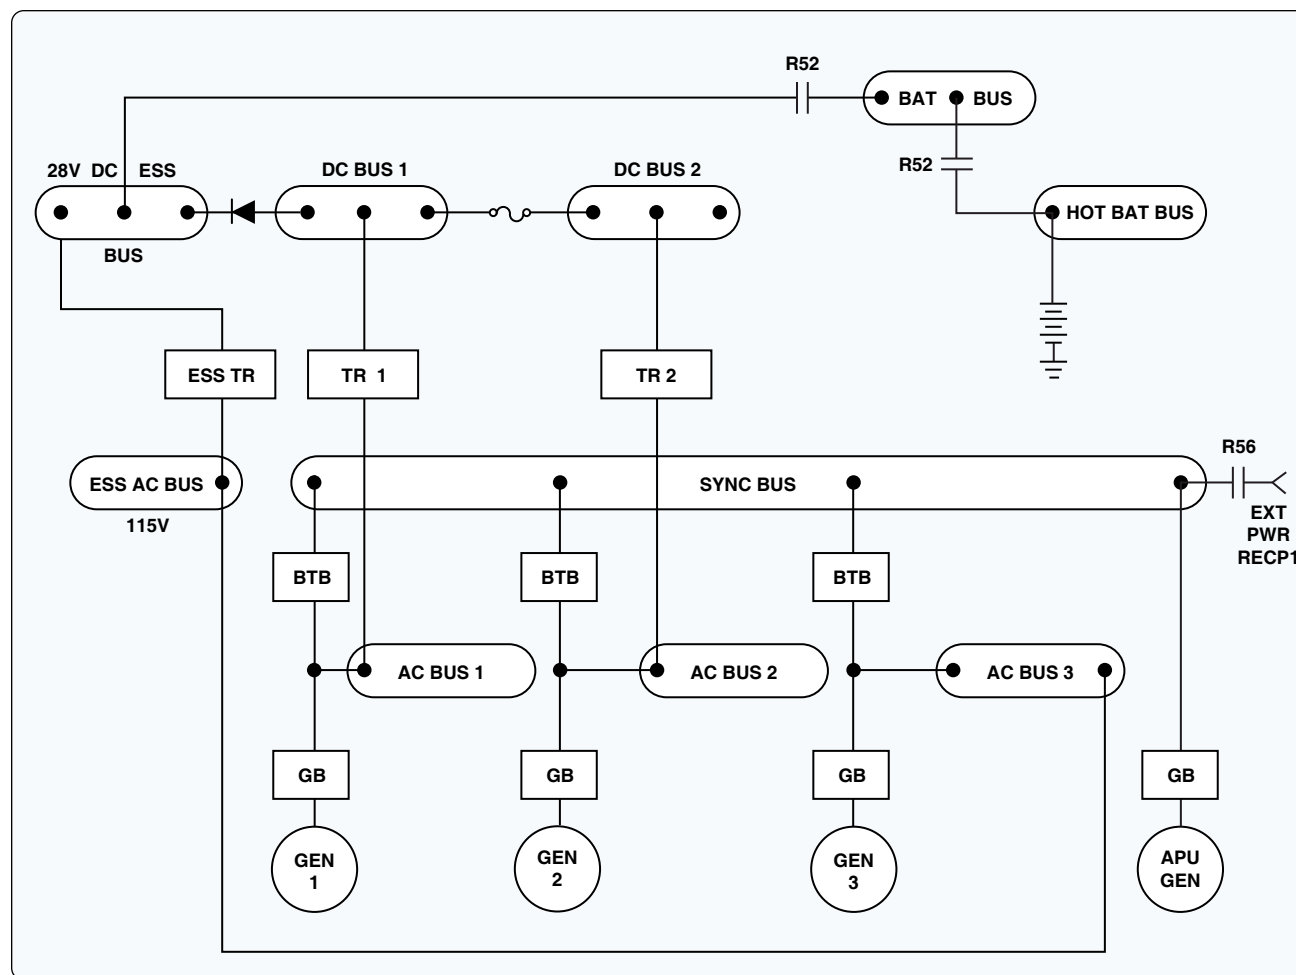 R52
BAT BUS
R52
28V DC ESS
BUS
DC BUS 1
DC BUS 2
HOT BAT BUS
ESS TR
TR 1
TR 2
ESS AC BUS
115V
SYNC BUS
R56
EXT
PWR
RECP1
BTB
BTB
BTB
AC BUS 1
AC BUS 2
AC BUS 3
GB
GB
GB
GB
GEN
1
GEN
2
GEN
3
APU
GEN